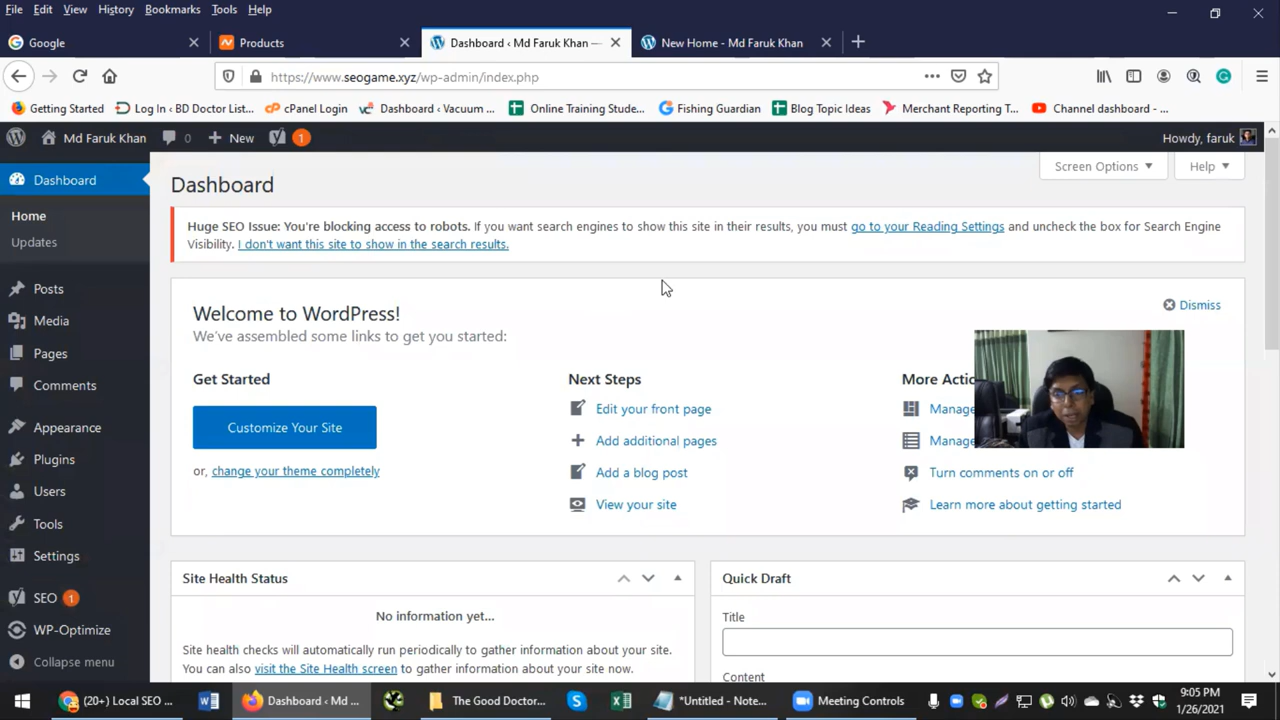 File Edit View History Bookmarks Tools Help
Google
Products
Dashboard ‹ Md Faruk Khan —
New Home - Md Faruk Khan
https://www.seogame.xyz/wp-admin/index.php
Getting Started
Log In ‹ BD Doctor List...
cPanel Login
Dashboard ‹ Vacuum ...
Online Training Stude...
Fishing Guardian
Blog Topic Ideas
Merchant Reporting T...
Channel dashboard - ...
Md Faruk Khan 0 New 1 Howdy, faruk
Screen Options Help
Dashboard
Home
Updates
Posts
Media
Pages
Comments
Appearance
Plugins
Users
Tools
Settings
SEO 1
WP-Optimize
Collapse menu
Dashboard
Huge SEO Issue: You're blocking access to robots. If you want search engines to show this site in their results, you must go to your Reading Settings and uncheck the box for Search Engine
Visibility. I don't want this site to show in the search results.
Welcome to WordPress!
We've assembled some links to get you started:
Dismiss
Get Started
Customize Your Site
or, change your theme completely
Next Steps
Edit your front page
Add additional pages
Add a blog post
View your site
More Actio
Manage
Manage
Turn comments on or off
Learn more about getting started
Site Health Status
No information yet...
Site health checks will automatically run periodically to gather information about your site.
You can also visit the Site Health screen to gather information about your site now.
Quick Draft
Title
Content
(20+) Local SEO ...
Dashboard ‹ Md ...
The Good Doctor...
*Untitled - Note...
Meeting Controls
9:05 PM
1/26/2021